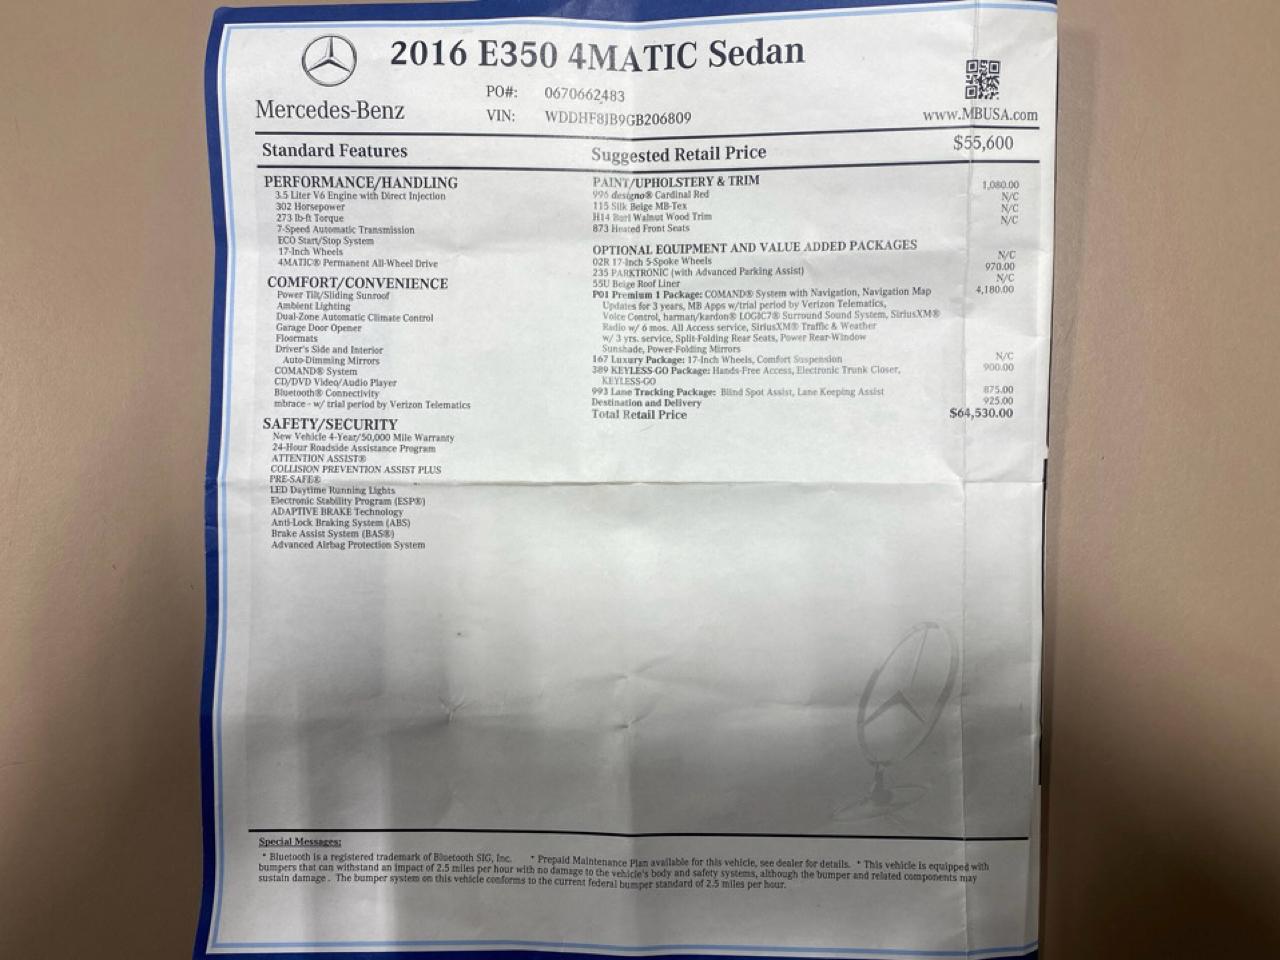 2016 E350 4MATIC Sedan
Mercedes-Benz
PO#: 0670662483
VIN: WDDHF8JB9GB206809
www.MBUSA.com
Standard Features
PERFORMANCE/HANDLING
3.5 Liter V6 Engine with Direct Injection
302 Horsepower
273 lb-ft Torque
7-Speed Automatic Transmission
ECO Start/Stop System
17-Inch Wheels
4MATIC® Permanent All-Wheel Drive
COMFORT/CONVENIENCE
Power Tilt/Sliding Sunroof
Ambient Lighting
Dual-Zone Automatic Climate Control
Garage Door Opener
Floormats
Driver's Side and Interior
Auto-Dimming Mirrors
COMAND® System
CD/DVD Video/Audio Player
Bluetooth® Connectivity
mbrace - w/ trial period by Verizon Telematics
SAFETY/SECURITY
New Vehicle 4-Year/50,000 Mile Warranty
24-Hour Roadside Assistance Program
ATTENTION ASSIST®
COLLISION PREVENTION ASSIST PLUS
PRE-SAFE®
LED Daytime Running Lights
Electronic Stability Program (ESP®)
ADAPTIVE BRAKE Technology
Anti-Lock Braking System (ABS)
Brake Assist System (BAS®)
Advanced Airbag Protection System
Suggested Retail Price $55,600
PAINT/UPHOLSTERY & TRIM
996 designo® Cardinal Red 1,080.00
115 Silk Beige MB-Tex N/C
H14 Burl Walnut Wood Trim N/C
873 Heated Front Seats N/C
OPTIONAL EQUIPMENT AND VALUE ADDED PACKAGES
02R 17-Inch 5-Spoke Wheels N/C
235 PARKTRONIC (with Advanced Parking Assist) 970.00
55U Beige Roof Liner N/C
P01 Premium 1 Package: COMAND® System with Navigation, Navigation Map 4,180.00
Updates for 3 years, MB Apps w/trial period by Verizon Telematics,
Voice Control, harman/kardon® LOGIC7® Surround Sound System, SiriusXM®
Radio w/ 6 mos. All Access service, SiriusXM® Traffic & Weather
w/ 3 yrs. service, Split-Folding Rear Seats, Power Rear-Window
Sunshade, Power-Folding Mirrors
167 Luxury Package: 17-Inch Wheels, Comfort Suspension N/C
389 KEYLESS-GO Package: Hands-Free Access, Electronic Trunk Closer, 900.00
KEYLESS-GO
993 Lane Tracking Package: Blind Spot Assist, Lane Keeping Assist 875.00
Destination and Delivery 925.00
Total Retail Price $64,530.00
Special Messages:
* Bluetooth is a registered trademark of Bluetooth SIG, Inc. * Prepaid Maintenance Plan available for this vehicle, see dealer for details. * This vehicle is equipped with
bumpers that can withstand an impact of 2.5 miles per hour with no damage to the vehicle's body and safety systems, although the bumper and related components may
sustain damage . The bumper system on this vehicle conforms to the current federal bumper standard of 2.5 miles per hour.